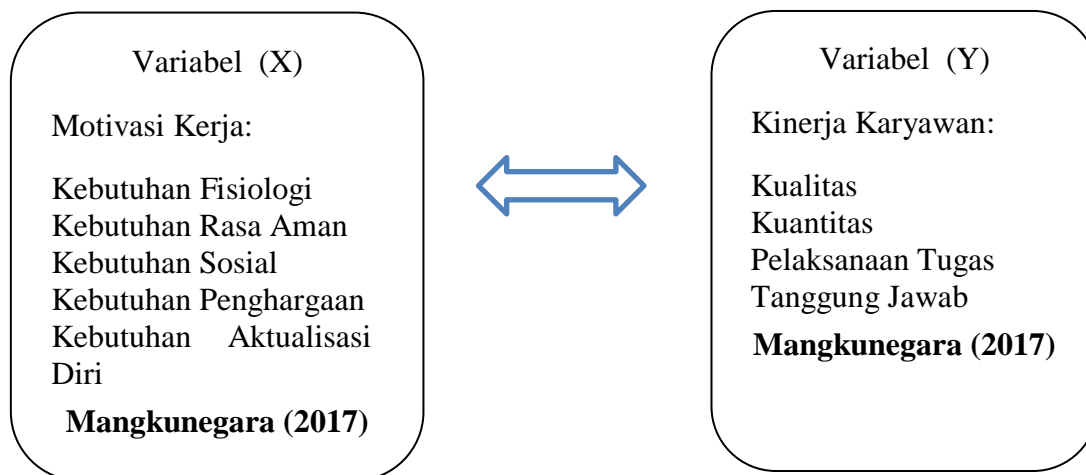 Variabel (X)
Motivasi Kerja:
Kebutuhan Fisiologi
Kebutuhan Rasa Aman
Kebutuhan Sosial
Kebutuhan Penghargaan
Kebutuhan Aktualisasi
Diri
Mangkunegara (2017)
Variabel (Y)
Kinerja Karyawan:
Kualitas
Kuantitas
Pelaksanaan Tugas
Tanggung Jawab
Mangkunegara (2017)